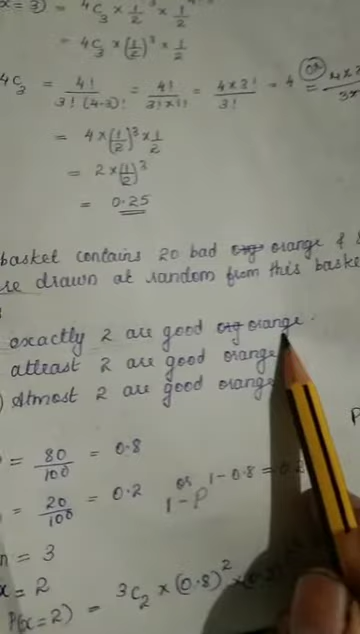 x = 3) = 4C3 × 1/2^3 × 1/2
= 4C3 × (1/2)^3 × 1/2
4C3 = 4!/3!(4-3)! = 4!/3!×1! = 4×3!/3! = 4 or
= 4×(1/2)^3 × 1/2
= 2×(1/2)^3
= 0.25
basket contains 20 bad orange &
drawn at random from this baske
exactly 2 are good orange.
atleast 2 are good orange
) Atmost 2 are good orange
= 80/100 = 0.8
= 20/100 = 0.2 or 1-P 1-0.8 =
n = 3
x = 2
P(x=2) = 3C2 × (0.8)^2 ×